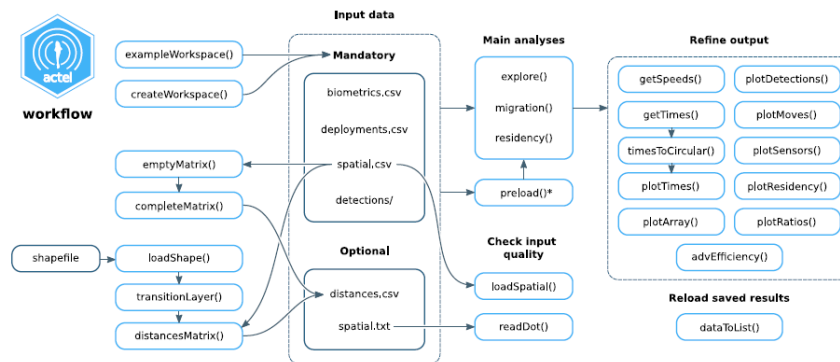 actel
workflow
exampleWorkspace()
createWorkspace()
emptyMatrix()
completeMatrix()
shapefile
loadShape()
transitionLayer()
distancesMatrix()
Input data
Mandatory
biometrics.csv
deployments.csv
spatial.csv
detections/
Optional
distances.csv
spatial.txt
Main analyses
explore()
migration()
residency()
preload()*
Check input
quality
loadSpatial()
readDot()
Refine output
getSpeeds()
plotDetections()
getTimes()
plotMoves()
timesToCircular()
plotSensors()
plotTimes()
plotResidency()
plotArray()
plotRatios()
advEfficiency()
Reload saved results
dataToList()